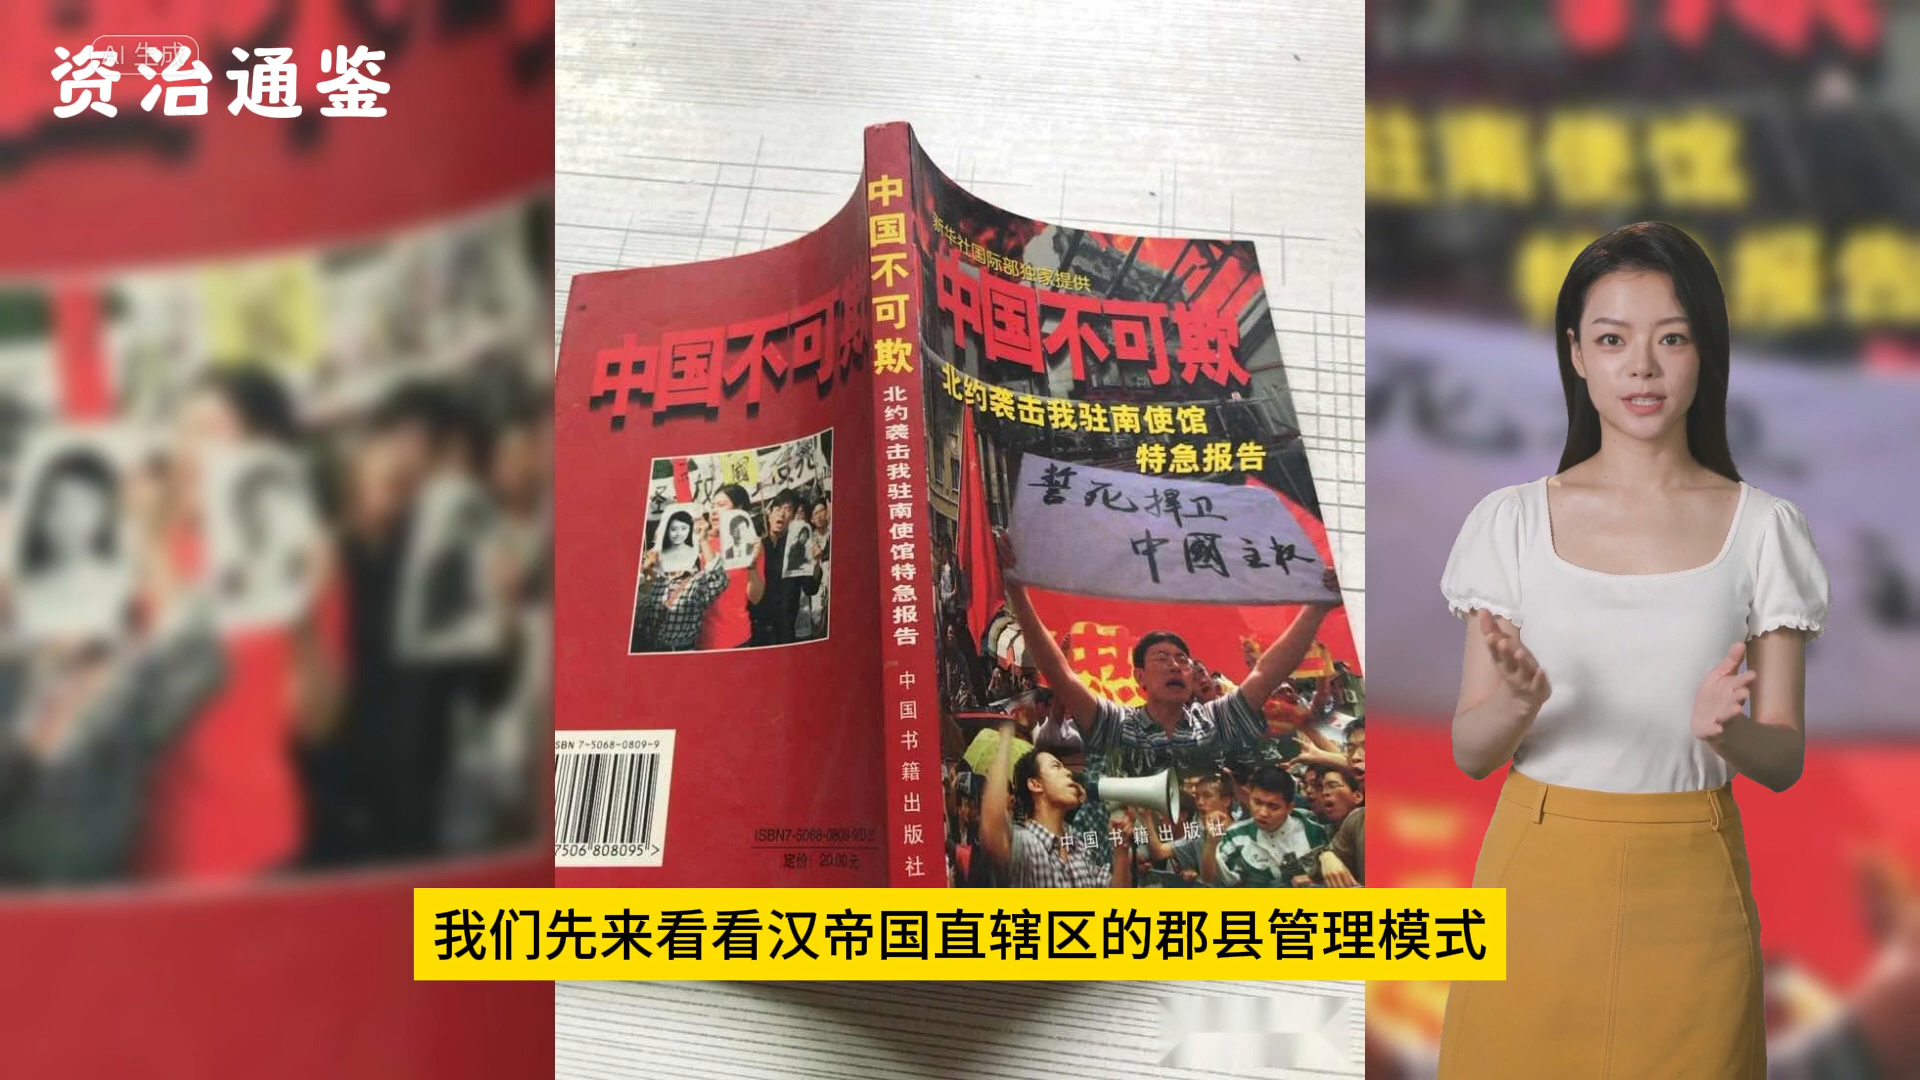 资治通鉴
AI 生成
新华社国际部独家提供
中国不可欺
北约袭击我驻南使馆
特急报告
誓死捍卫
中國主权
中国书籍出版社
中国不可欺
北约袭击我驻南使馆特急报告
中国书籍出版社
中国不可欺
ISBN 7-5068-0809-9
7506 808095 >
定价：20.00元
我们先来看看汉帝国直辖区的郡县管理模式